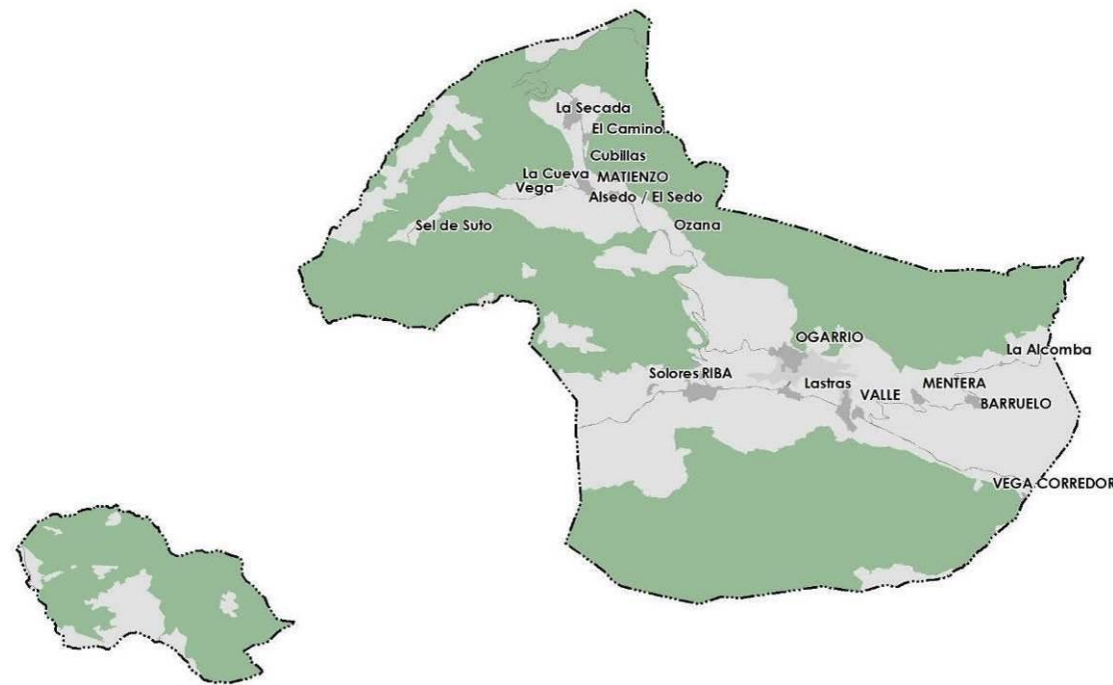 La Secada
El Camino
Cubillas
La Cueva MATIENZO
Vega
Alsedo / El Sedo
Sel de Suto
Ozana
OGARRIO
La Alcomba
Solores RIBA
Lastras
MENTERA
VALLE
BARRUELO
VEGA CORREDOR